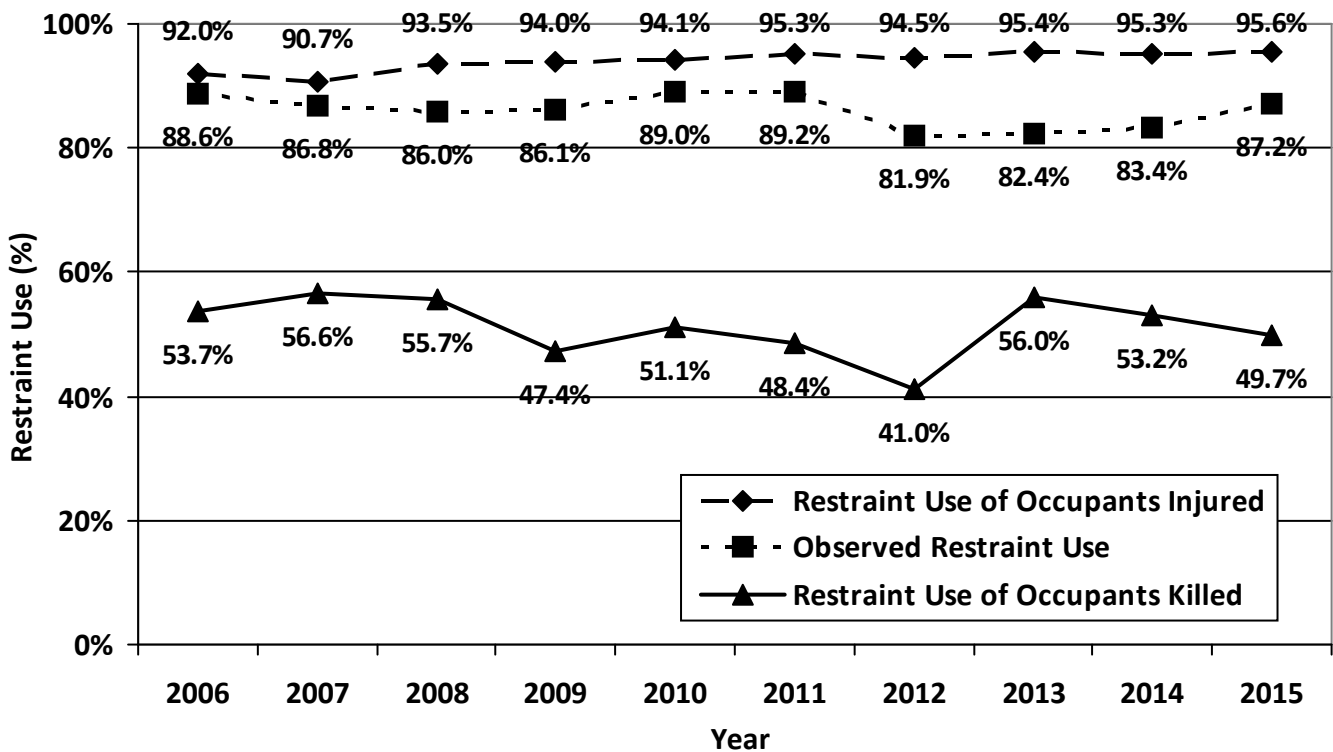 100%
92.0% 90.7% 93.5% 94.0% 94.1% 95.3% 94.5% 95.4% 95.3% 95.6%
88.6% 86.8% 86.0% 86.1% 89.0% 89.2% 81.9% 82.4% 83.4% 87.2%
80%
60%
53.7% 56.6% 55.7% 47.4% 51.1% 48.4% 41.0% 56.0% 53.2% 49.7%
40%
20%
0%
Restraint Use (%)
Restraint Use of Occupants Injured
Observed Restraint Use
Restraint Use of Occupants Killed
2006 2007 2008 2009 2010 2011 2012 2013 2014 2015
Year